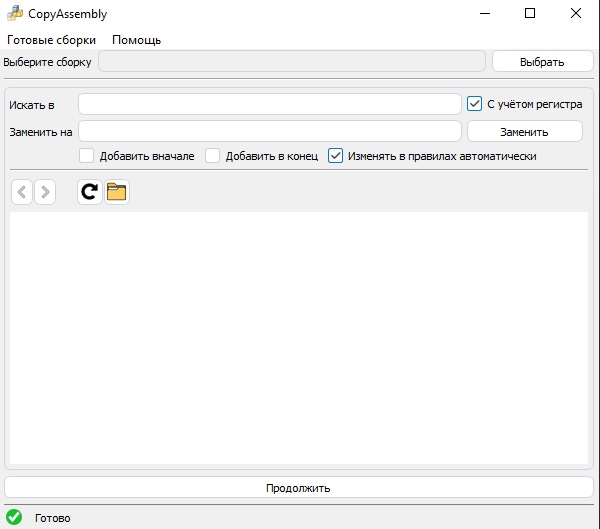 CopyAssembly
Готовые сборки Помощь
Выберите сборку Выбрать
Искать в С учётом регистра
Заменить на Заменить
Добавить вначале Добавить в конец Изменять в правилах автоматически
Продолжить
Готово